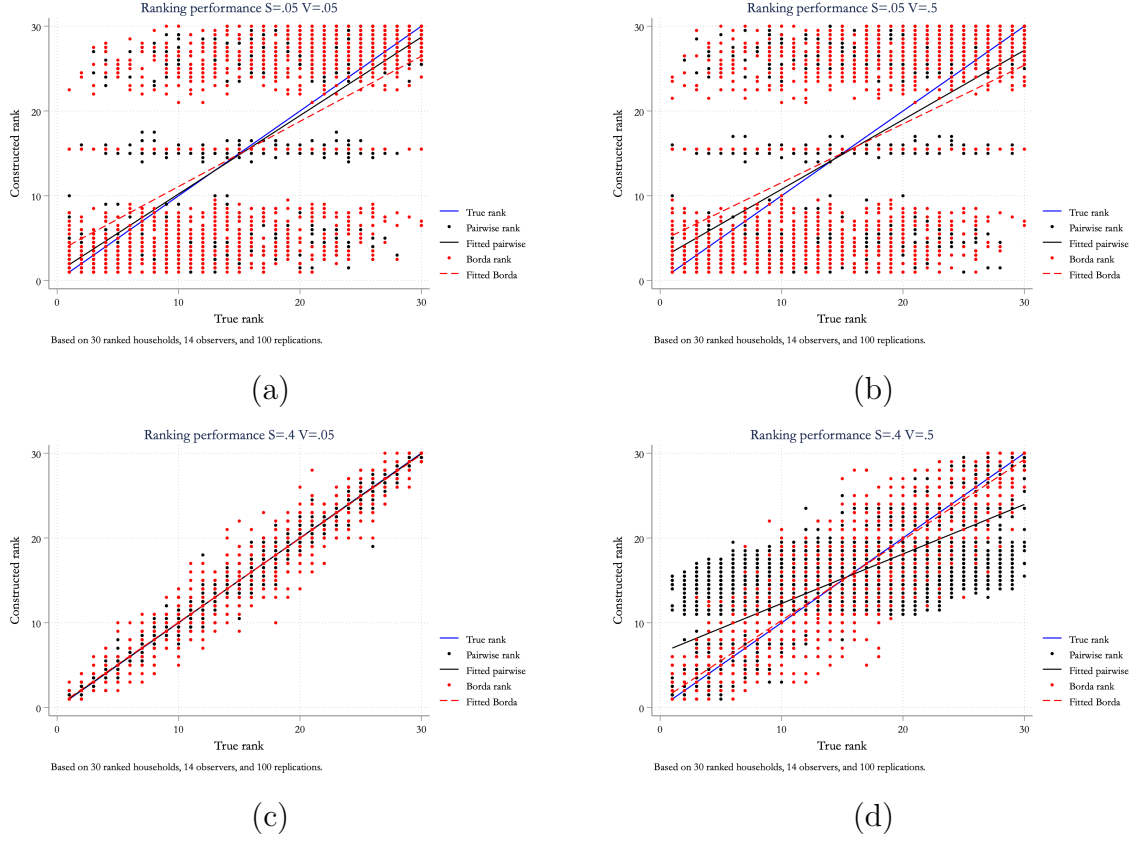 Ranking performance S=.05 V=.05
30
20
10
0
Constructed rank
0
10
20
30
True rank
True rank
Pairwise rank
Fitted pairwise
Borda rank
Fitted Borda
Based on 30 ranked households, 14 observers, and 100 replications.
(a)
Ranking performance S=.05 V=.5
30
20
10
0
Constructed rank
0
10
20
30
True rank
True rank
Pairwise rank
Fitted pairwise
Borda rank
Fitted Borda
Based on 30 ranked households, 14 observers, and 100 replications.
(b)
Ranking performance S=.4 V=.05
30
20
10
0
Constructed rank
0
10
20
30
True rank
True rank
Pairwise rank
Fitted pairwise
Borda rank
Fitted Borda
Based on 30 ranked households, 14 observers, and 100 replications.
(c)
Ranking performance S=.4 V=.5
30
20
10
0
Constructed rank
0
10
20
30
True rank
True rank
Pairwise rank
Fitted pairwise
Borda rank
Fitted Borda
Based on 30 ranked households, 14 observers, and 100 replications.
(d)